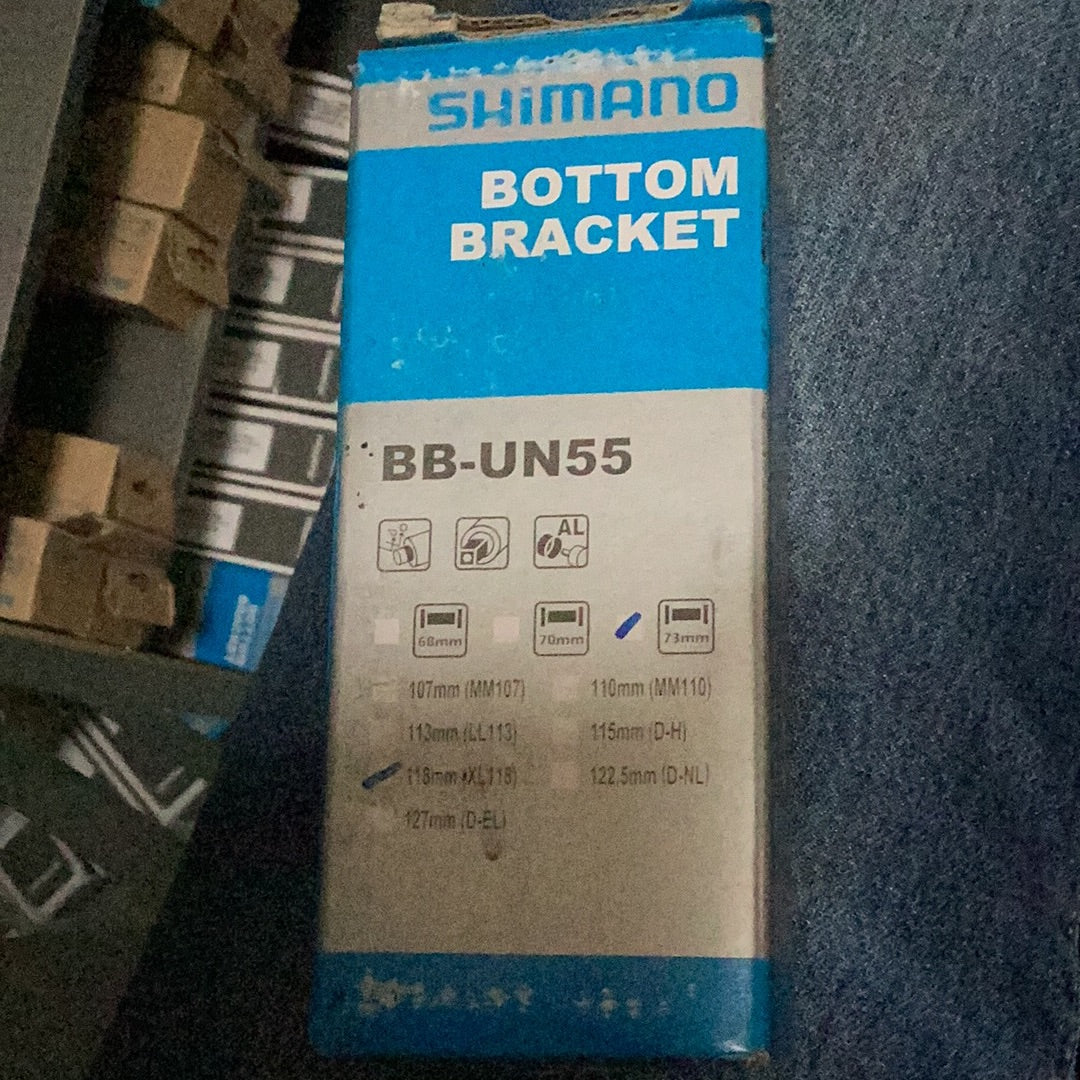 SHIMANO
BOTTOM
BRACKET
BB-UN55
AL
68mm 70mm 73mm
107mm (MM107) 110mm (MM110)
113mm (LL113) 115mm (D-H)
118mm (XL118) 122.5mm (D-NL)
127mm (D-EL)